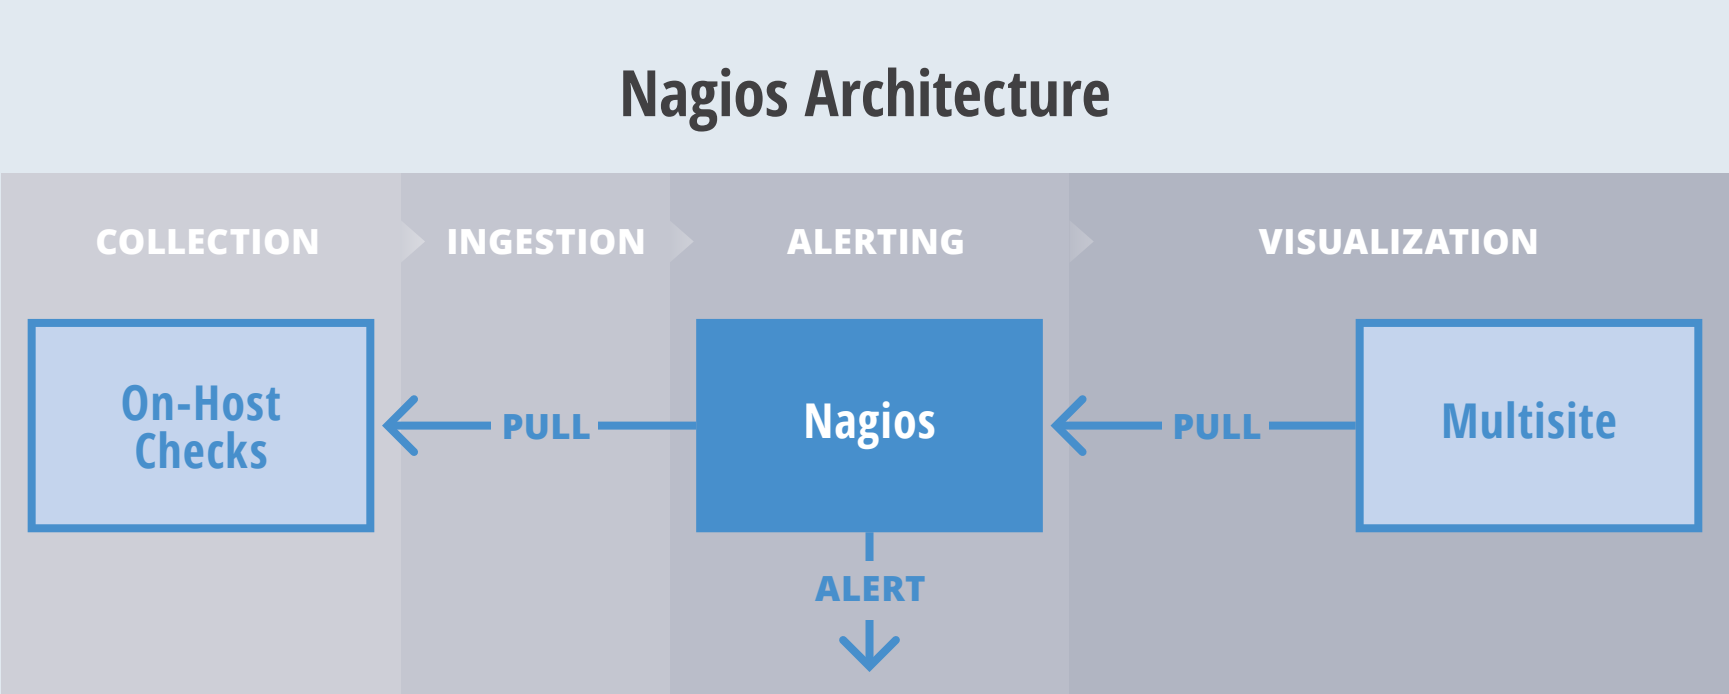 Nagios Architecture
COLLECTION
INGESTION
ALERTING
VISUALIZATION
On-Host
Checks
PULL
Nagios
PULL
Multisite
ALERT